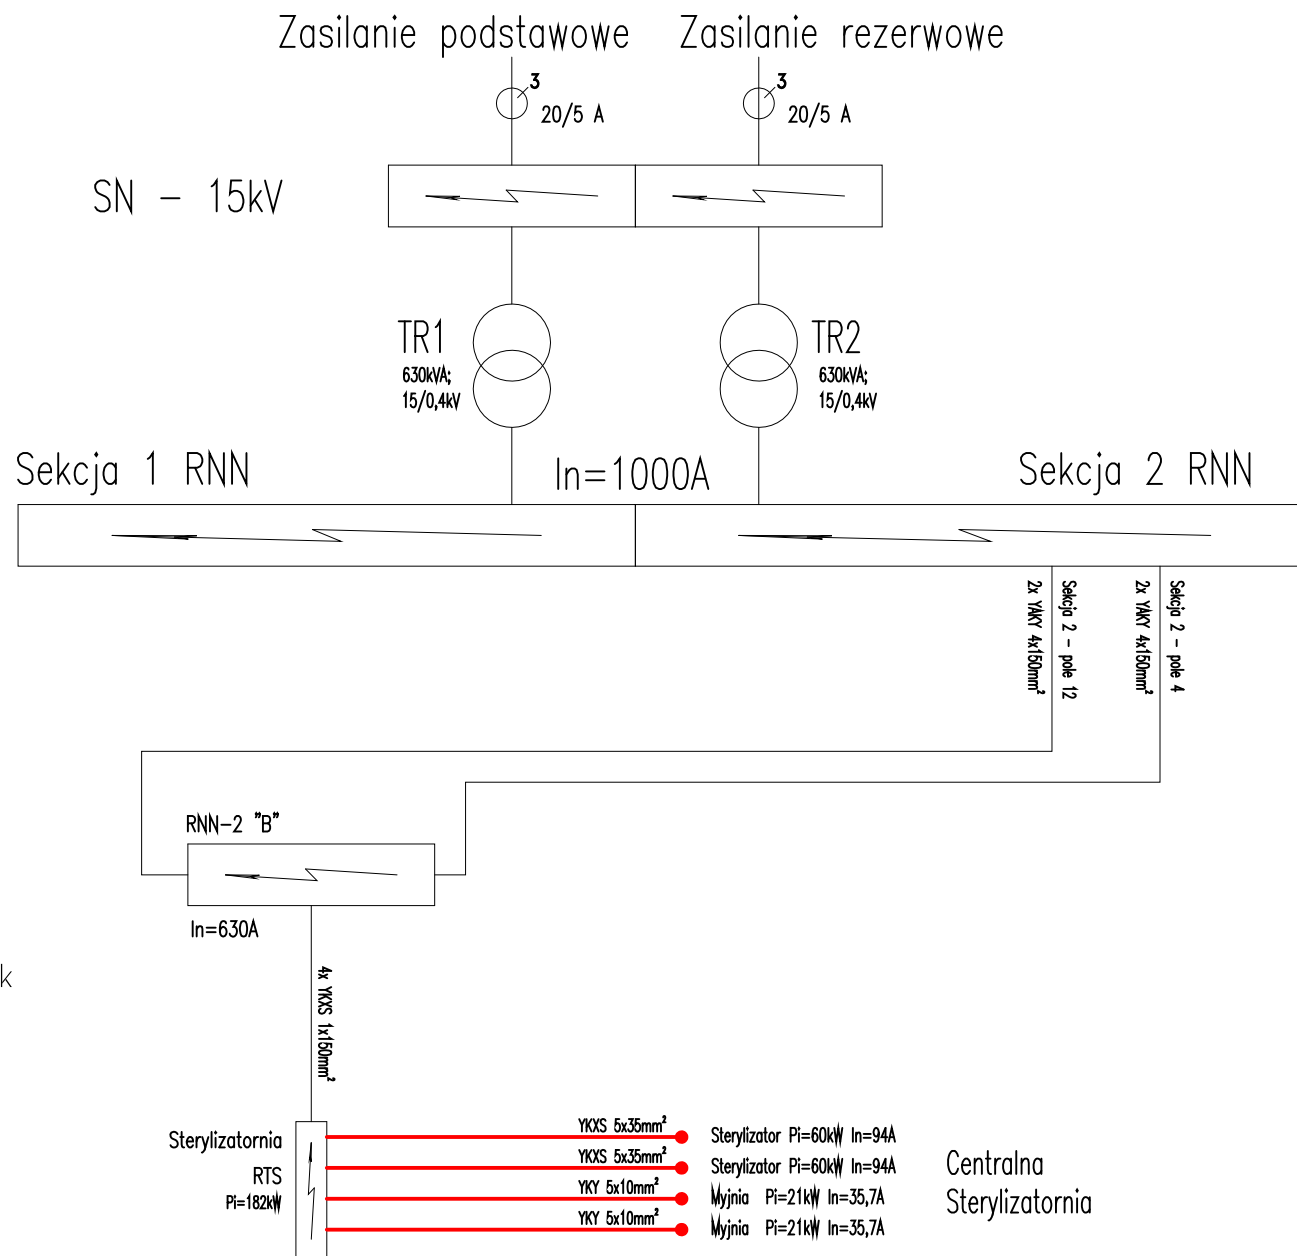 Zasilanie podstawowe
Zasilanie rezerwowe
3
20/5 A
3
20/5 A
SN - 15kV
TR1
630kVA;
15/0,4kV
TR2
630kVA;
15/0,4kV
Sekcja 1 RNN
In=1000A
Sekcja 2 RNN
2x YAKY 4x150mm²
Sekcja 2 - pole 12
2x YAKY 4x150mm²
Sekcja 2 - pole 4
RNN-2 "B"
In=630A
k
4x YKXS 1x150mm²
Sterylizatornia
RTS
Pi=182kW
YKXS 5x35mm²
Sterylizator Pi=60kW In=94A
YKXS 5x35mm²
Sterylizator Pi=60kW In=94A
YKY 5x10mm²
Myjnia Pi=21kW In=35,7A
YKY 5x10mm²
Myjnia Pi=21kW In=35,7A
Centralna
Sterylizatornia